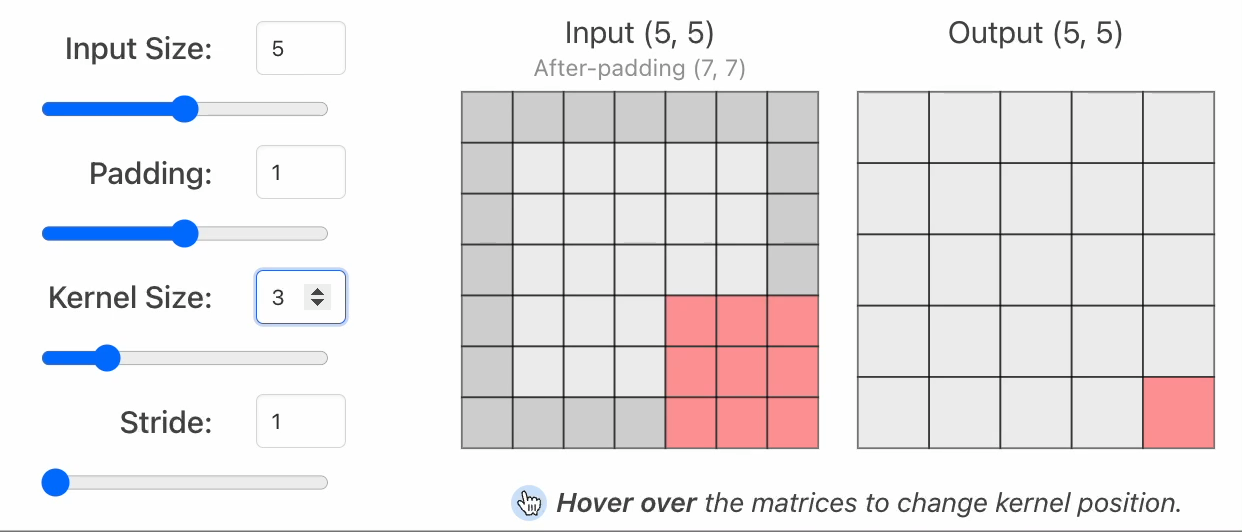 Input Size: 5
Padding: 1
Kernel Size: 3
Stride: 1
Input (5, 5)
After-padding (7, 7)
Output (5, 5)
Hover over the matrices to change kernel position.